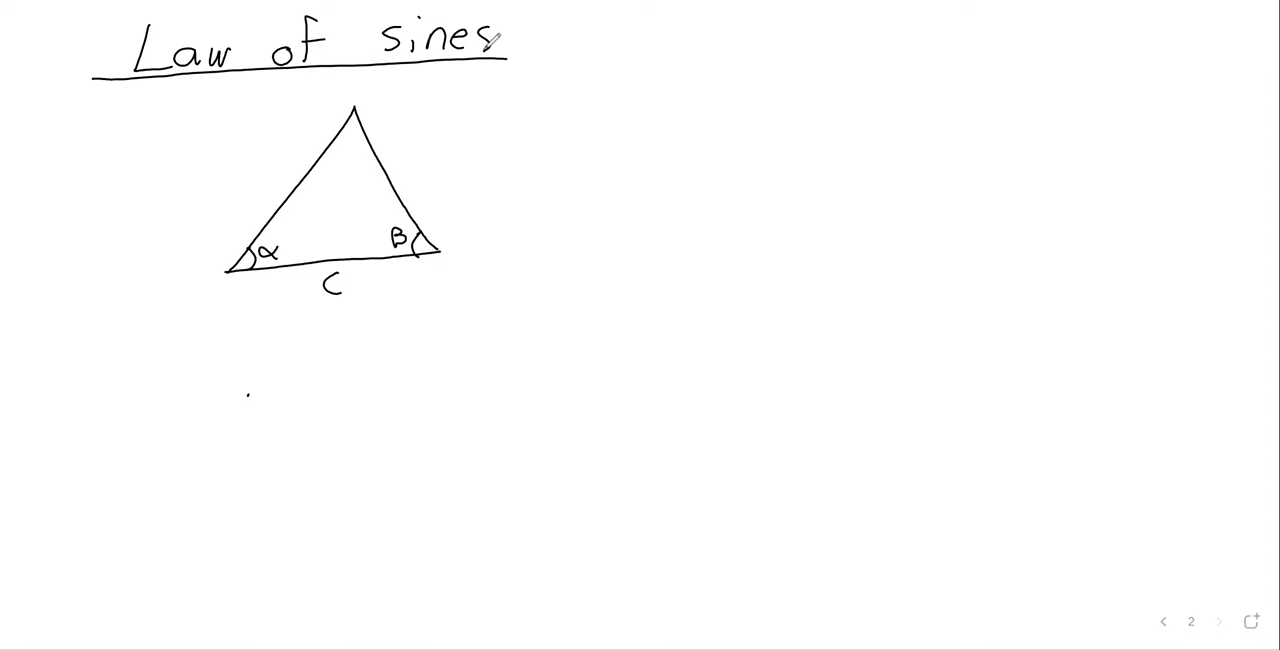 Law of sines
α β
C
2